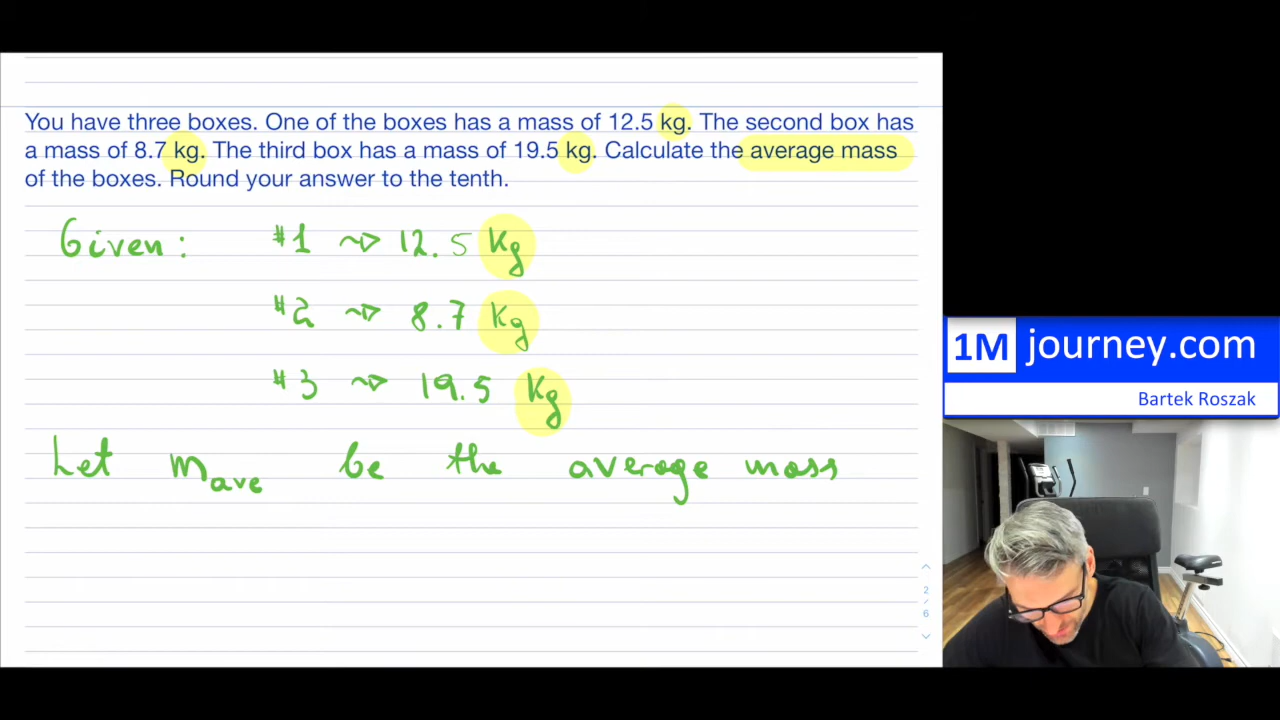 You have three boxes. One of the boxes has a mass of 12.5 kg. The second box has
a mass of 8.7 kg. The third box has a mass of 19.5 kg. Calculate the average mass
of the boxes. Round your answer to the tenth.
Given: #1 ⇝ 12.5 Kg
#2 ⇝ 8.7 Kg
#3 ⇝ 19.5 Kg
Let mave be the average mass
1M journey.com
Bartek Roszak
2
/
6